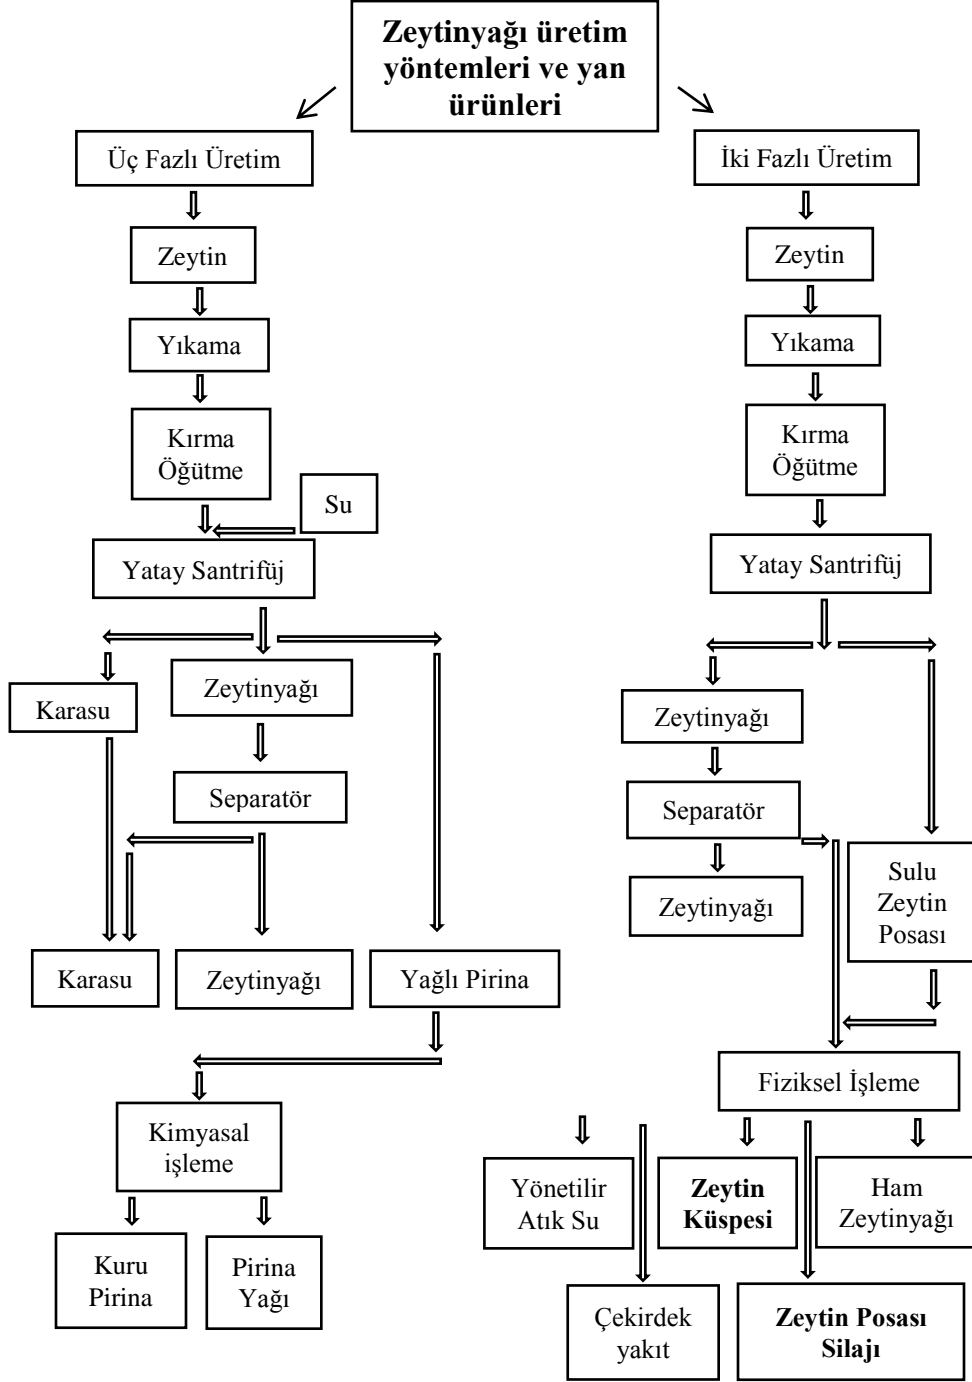 Zeytinyağı üretim
yöntemleri ve yan
ürünleri
Üç Fazlı Üretim
Zeytin
Yıkama
Kırma
Öğütme
Su
Yatay Santrifüj
Karasu
Zeytinyağı
Separatör
Karasu
Zeytinyağı
Yağlı Pirina
Kimyasal
işleme
Kuru
Pirina
Pirina
Yağı
İki Fazlı Üretim
Zeytin
Yıkama
Kırma
Öğütme
Yatay Santrifüj
Zeytinyağı
Separatör
Zeytinyağı
Sulu
Zeytin
Posası
Fiziksel İşleme
Yönetilir
Atık Su
Zeytin
Küspesi
Ham
Zeytinyağı
Çekirdek
yakıt
Zeytin Posası
Silajı